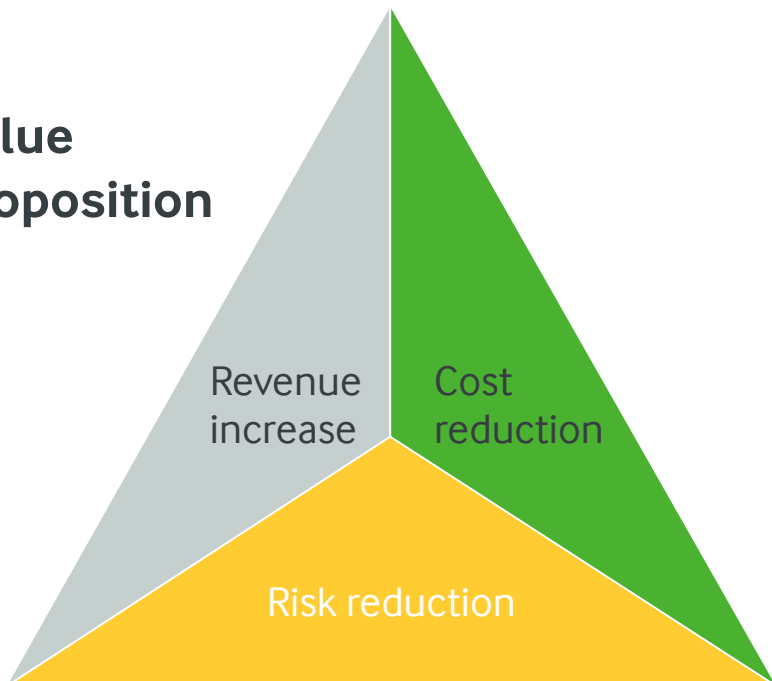 lue
oposition
Revenue
increase
Cost
reduction
Risk reduction